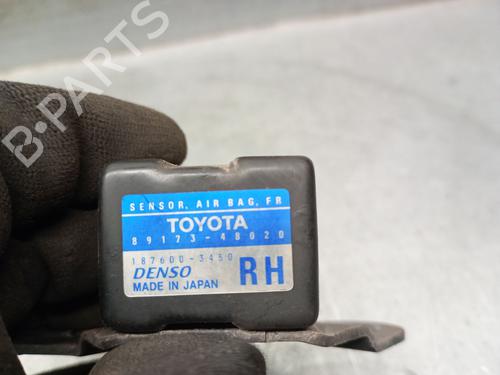 B-PARTS
SENSOR, AIR BAG, FR
TOYOTA
89173-48020
187600-3450
DENSO
MADE IN JAPAN
RH